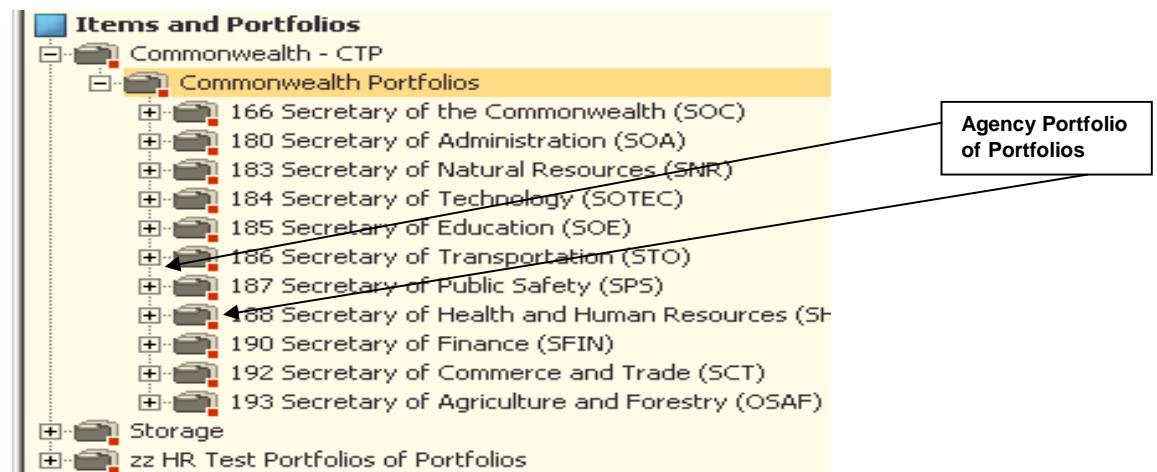 Items and Portfolios
Commonwealth - CTP
Commonwealth Portfolios
166 Secretary of the Commonwealth (SOC)
180 Secretary of Administration (SOA)
183 Secretary of Natural Resources (SNR)
184 Secretary of Technology (SOTEC)
185 Secretary of Education (SOE)
186 Secretary of Transportation (STO)
187 Secretary of Public Safety (SPS)
188 Secretary of Health and Human Resources (SH
190 Secretary of Finance (SFIN)
192 Secretary of Commerce and Trade (SCT)
193 Secretary of Agriculture and Forestry (OSAF)
Storage
zz HR Test Portfolios of Portfolios
Agency Portfolio
of Portfolios